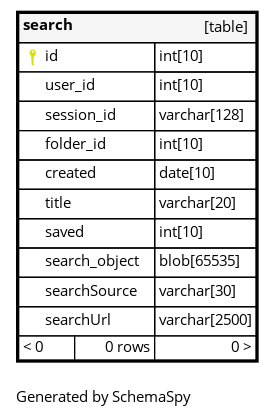 search [table]
id int[10]
user_id int[10]
session_id varchar[128]
folder_id int[10]
created date[10]
title varchar[20]
saved int[10]
search_object blob[65535]
searchSource varchar[30]
searchUrl varchar[2500]
< 0 0 rows 0 >
Generated by SchemaSpy